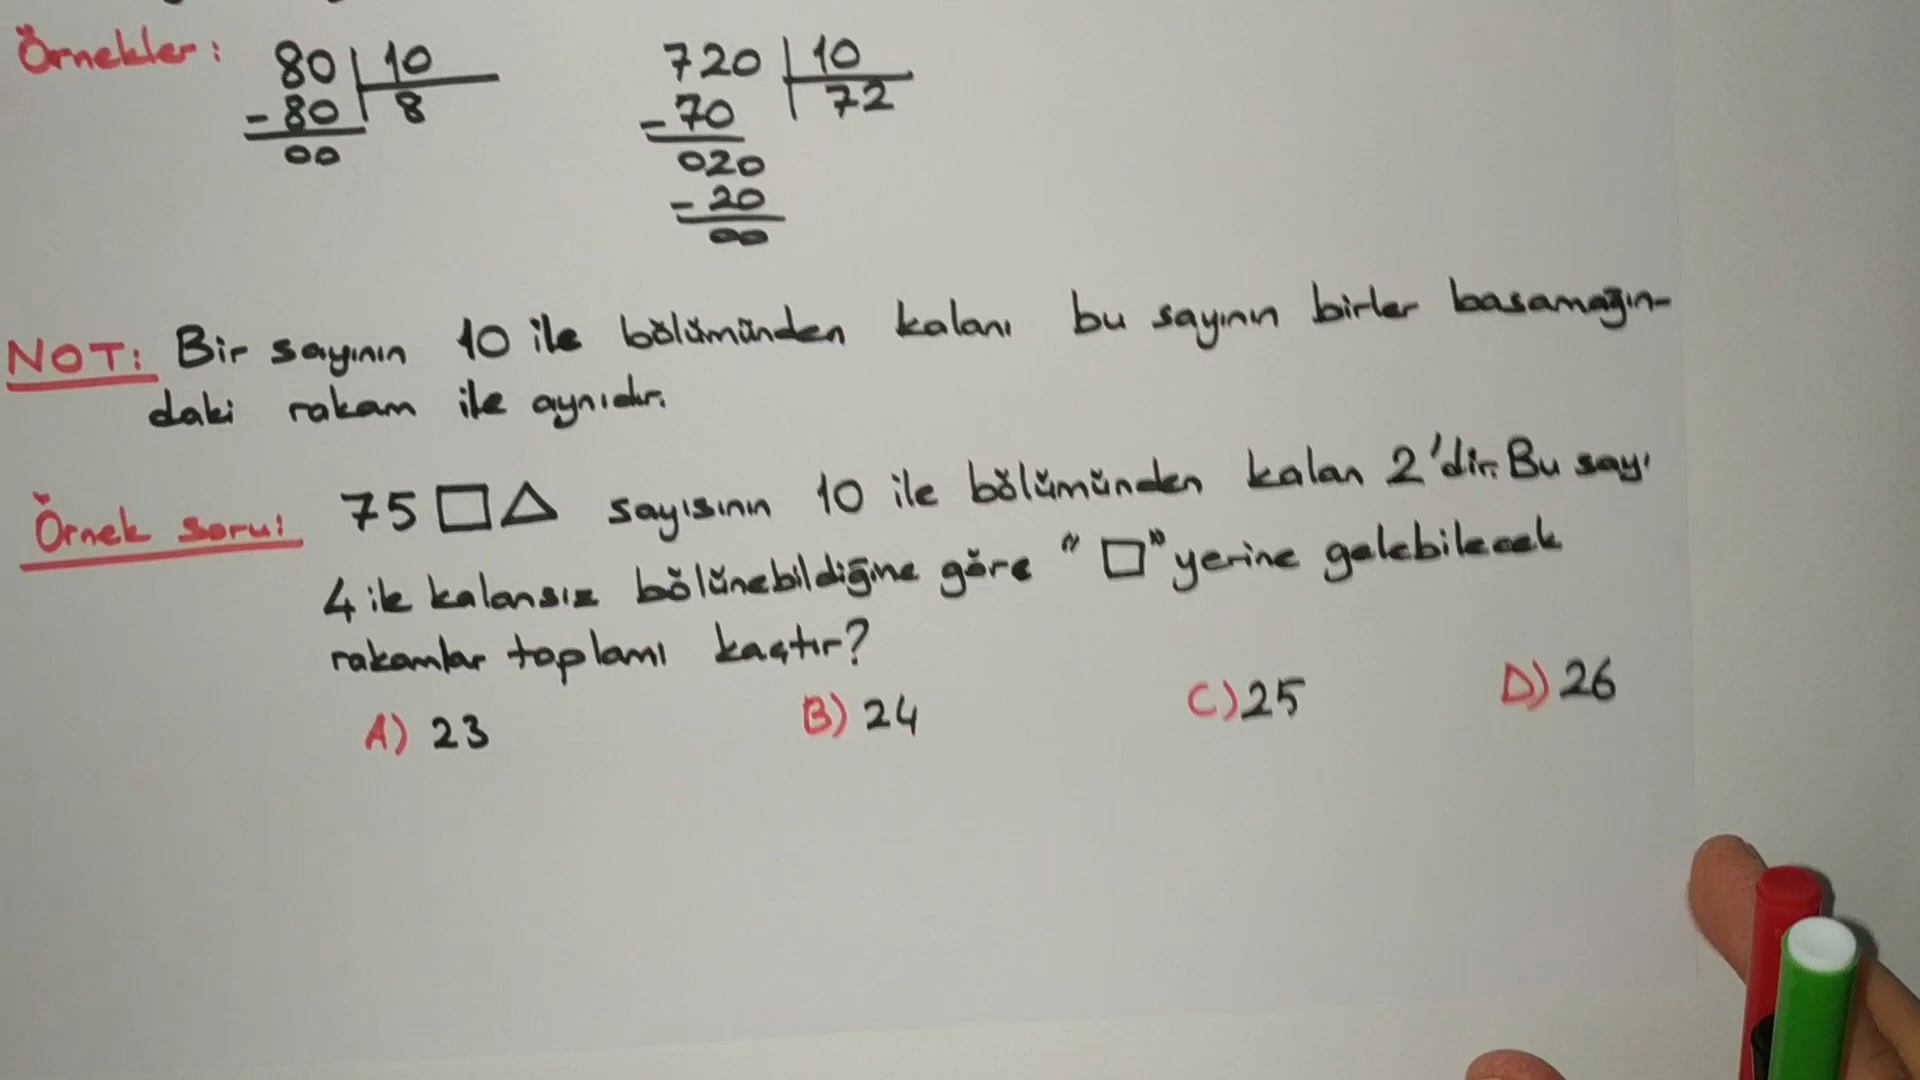 Örnekler: 80 10 720 10
-80 8 -70 72
00 020
-20
00
NOT: Bir sayının 10 ile bölümünden kalanı bu sayının birler basamağın-
daki rakam ile aynıdır.
Örnek soru: 75□△ sayısının 10 ile bölümünden kalan 2'dir. Bu sayı
4 ile kalansız bölünebildiğine göre "□" yerine gelebilecek
rakamlar toplamı kaçtır?
A) 23 B) 24 C) 25 D) 26